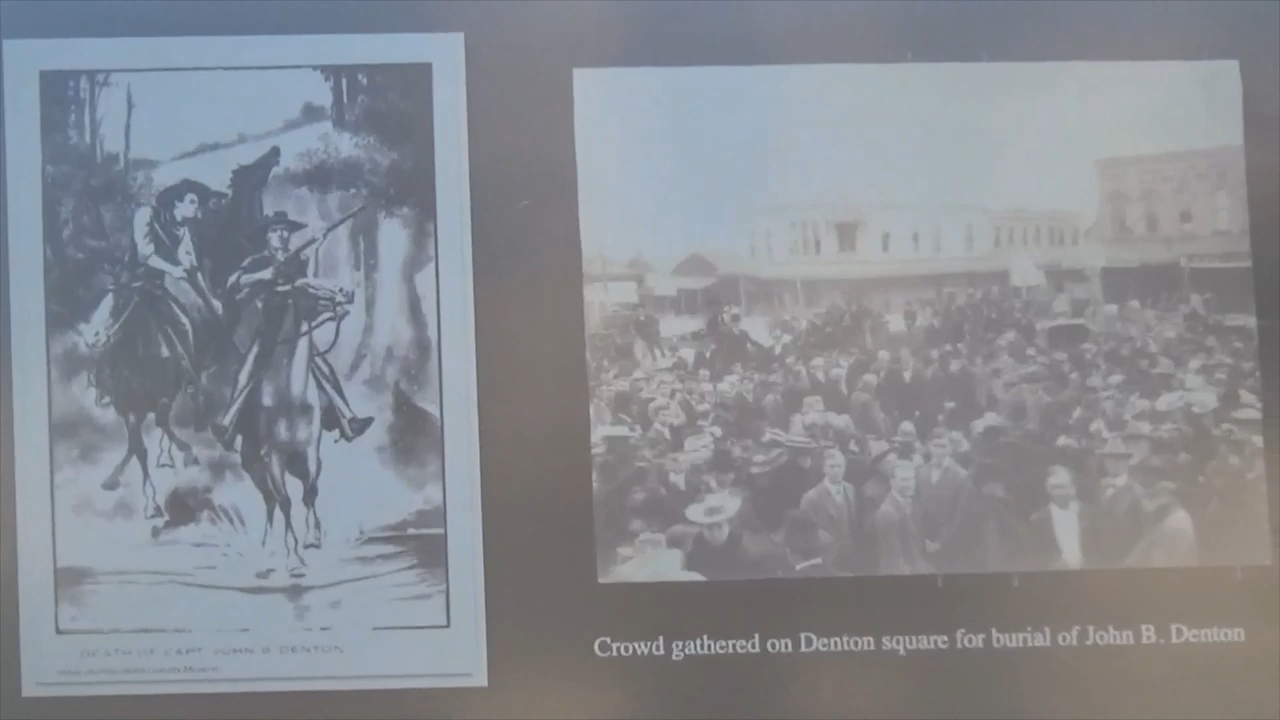 DEATH OF CAPT JOHN B DENTON
Crowd gathered on Denton square for burial of John B. Denton